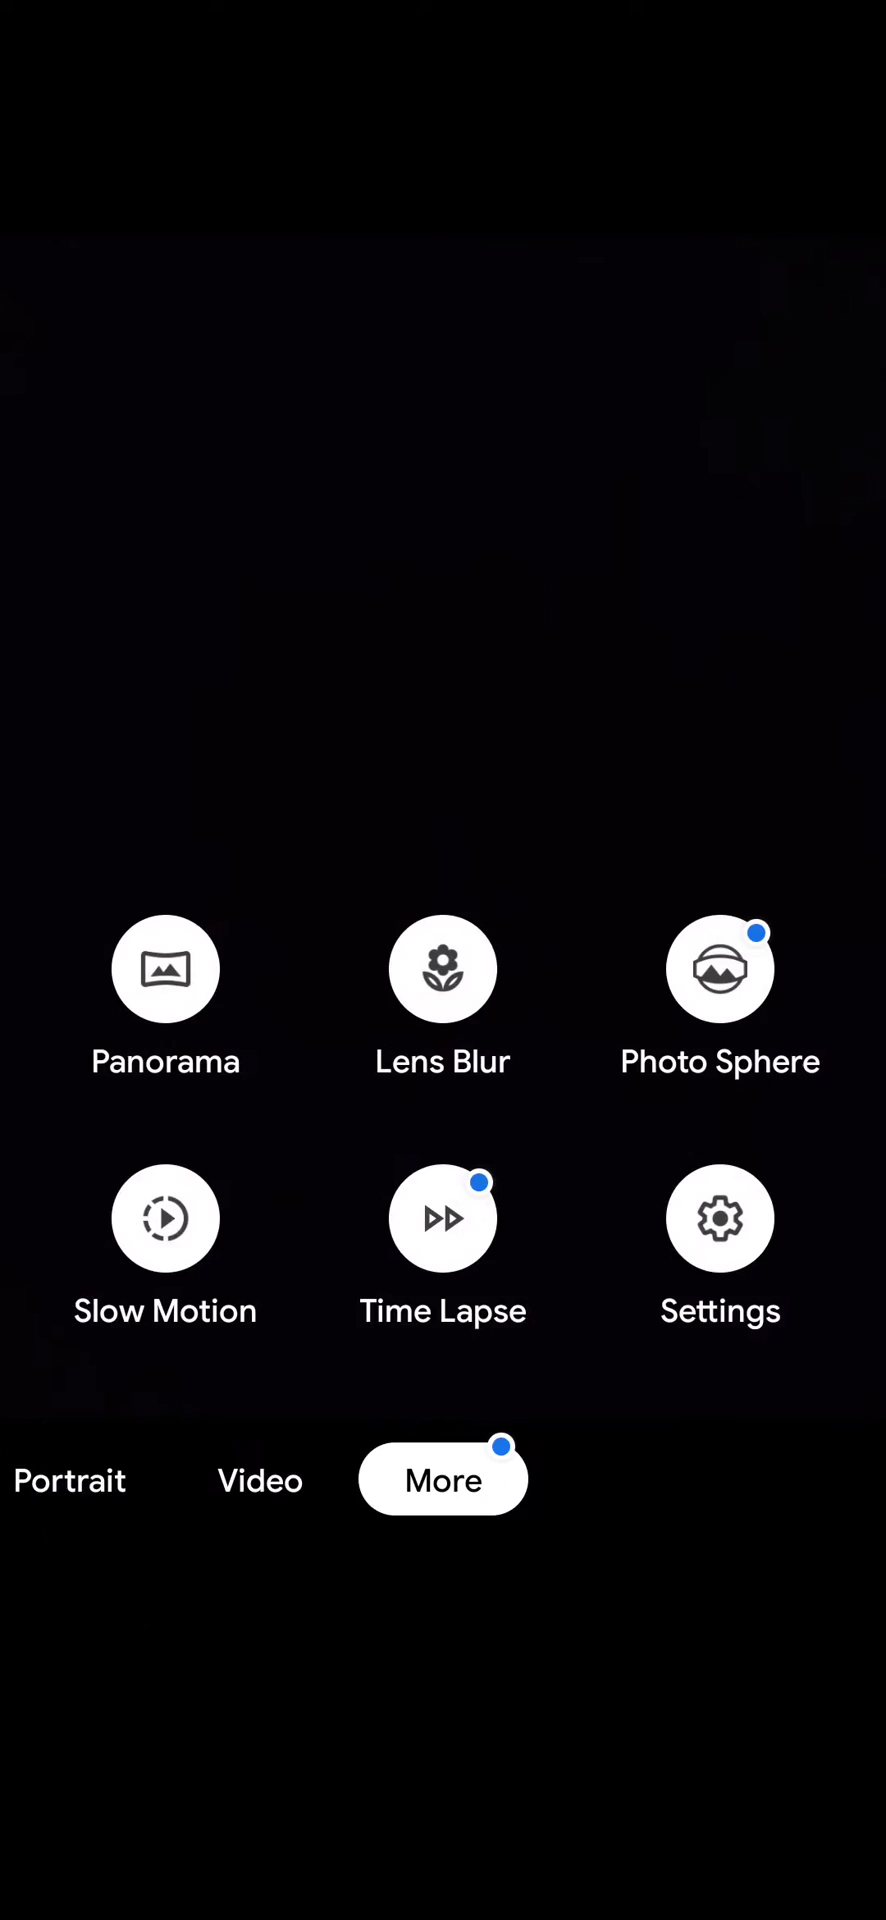 Panorama
Lens Blur
Photo Sphere
Slow Motion
Time Lapse
Settings
Portrait
Video
More